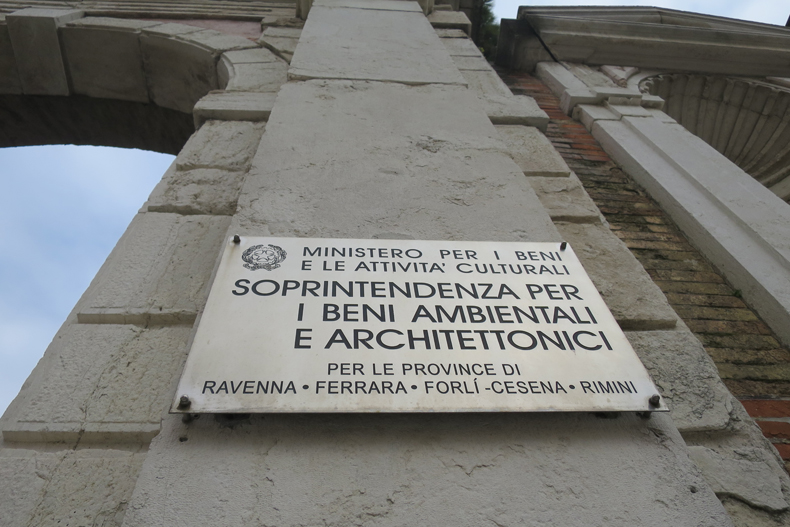 MINISTERO PER I BENI
E LE ATTIVITA' CULTURALI
SOPRINTENDENZA PER
I BENI AMBIENTALI
E ARCHITETTONICI
PER LE PROVINCE DI
RAVENNA • FERRARA • FORLÍ-CESENA • RIMINI